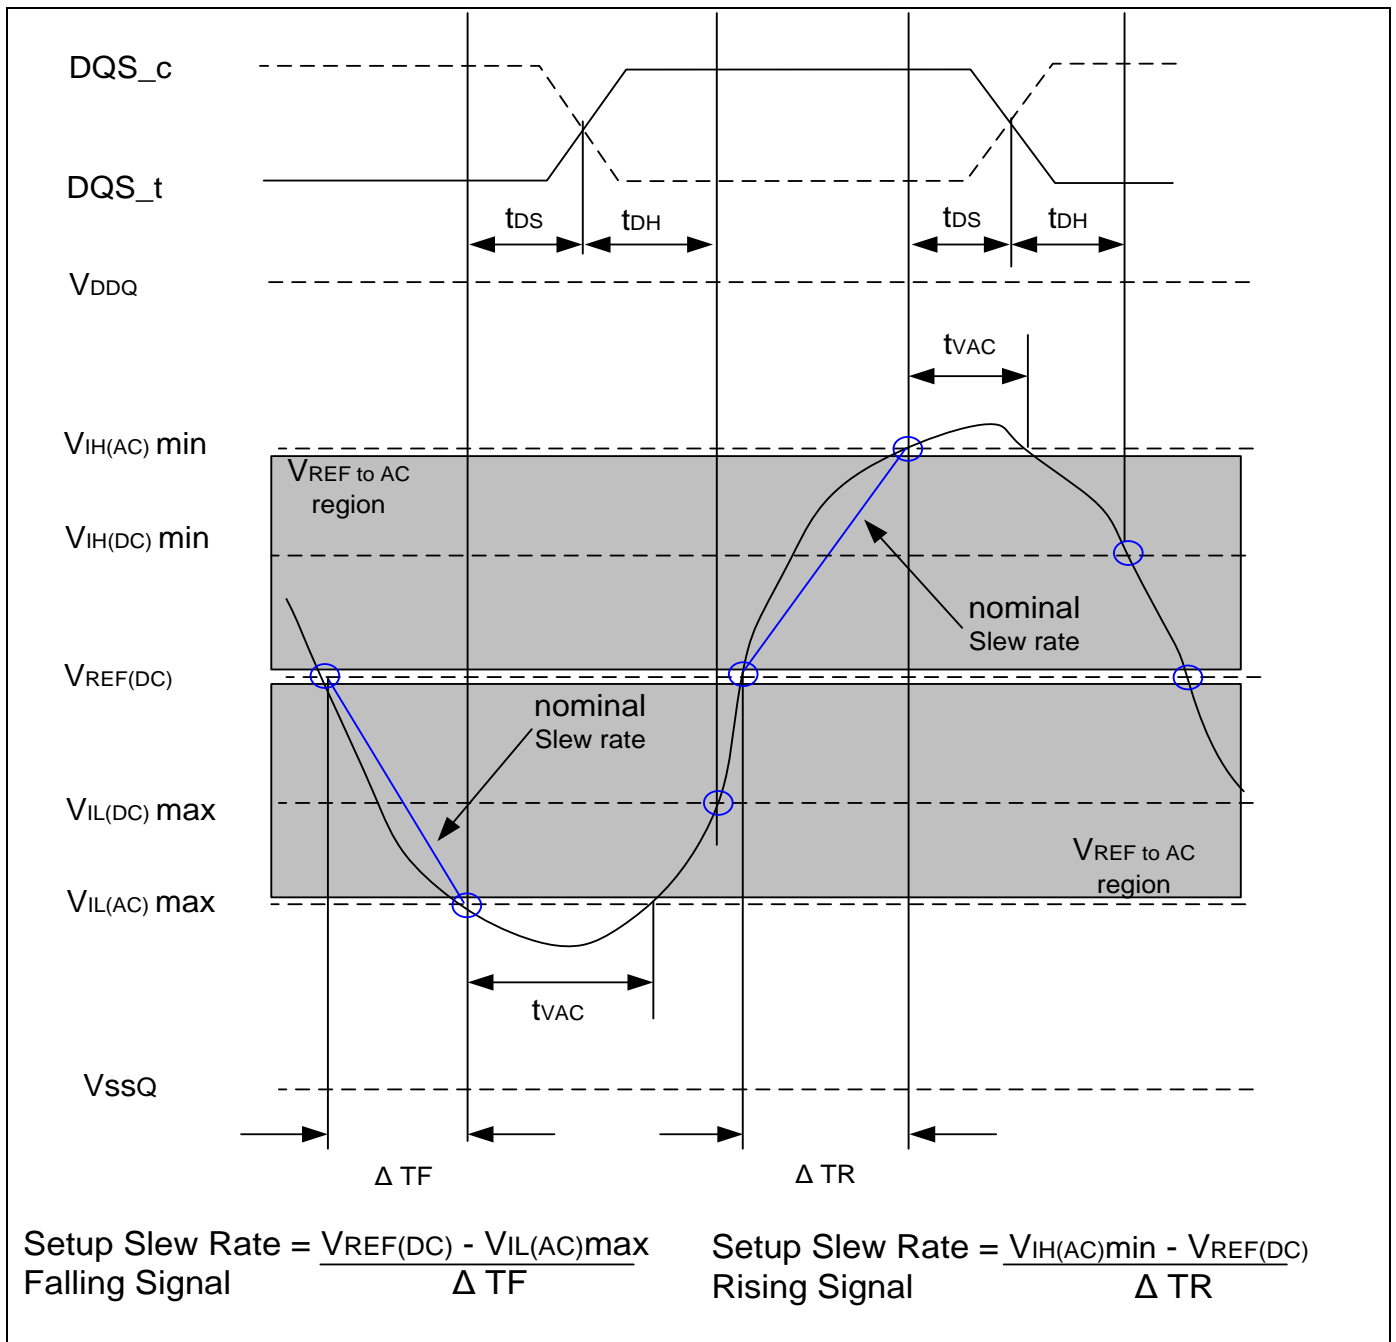 DQS_c
DQS_t
tDS
tDH
tDS
tDH
VDDQ
tVAC
VIH(AC) min
VREF to AC
region
VIH(DC) min
nominal
Slew rate
VREF(DC)
nominal
Slew rate
VIL(DC) max
VREF to AC
region
VIL(AC) max
tVAC
VssQ
Δ TF
Δ TR
Setup Slew Rate = VREF(DC) - VIL(AC)max
Falling Signal Δ TF
Setup Slew Rate = VIH(AC)min - VREF(DC)
Rising Signal Δ TR